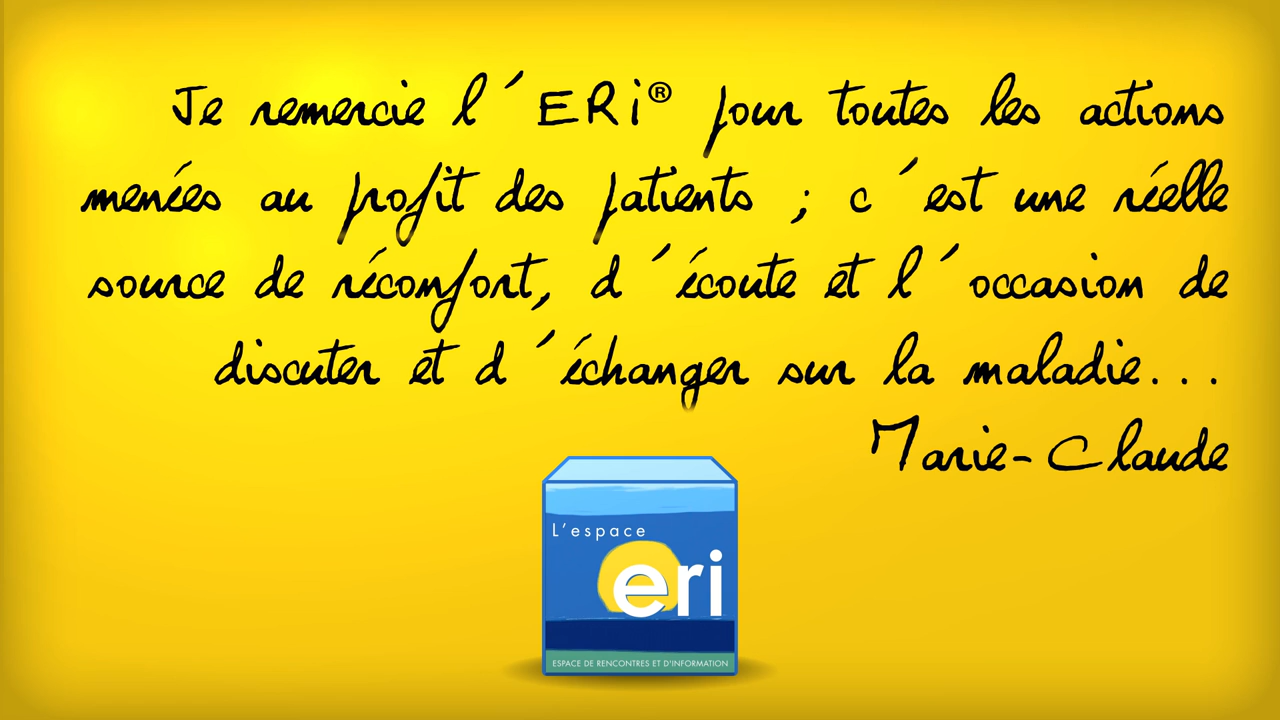 Je remercie l'ERI® pour toutes les actions
menées au profit des patients ; c'est une réelle
source de réconfort, d'écoute et l'occasion de
discuter et d'échanger sur la maladie...
Marie-Claude
L'espace
eri
ESPACE DE RENCONTRES ET D'INFORMATION